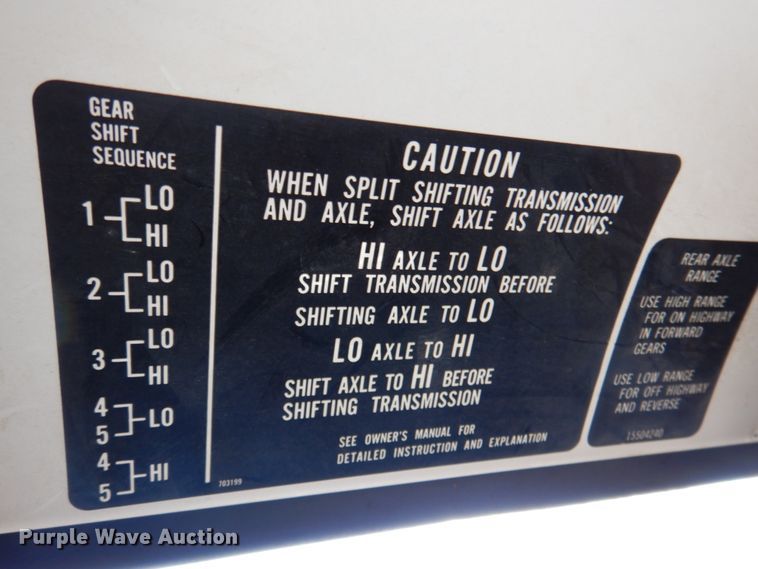 GEAR
SHIFT
SEQUENCE
1 LO
HI
2 LO
HI
3 LO
HI
4
5 LO
4
5 HI
CAUTION
WHEN SPLIT SHIFTING TRANSMISSION
AND AXLE, SHIFT AXLE AS FOLLOWS:
HI AXLE TO LO
SHIFT TRANSMISSION BEFORE
SHIFTING AXLE TO LO
LO AXLE TO HI
SHIFT AXLE TO HI BEFORE
SHIFTING TRANSMISSION
SEE OWNER'S MANUAL FOR
DETAILED INSTRUCTION AND EXPLANATION
703199
REAR AXLE
RANGE
USE HIGH RANGE
FOR ON HIGHWAY
IN FORWARD
GEARS
USE LOW RANGE
FOR OFF HIGHWAY
AND REVERSE
15504240
Purple Wave Auction